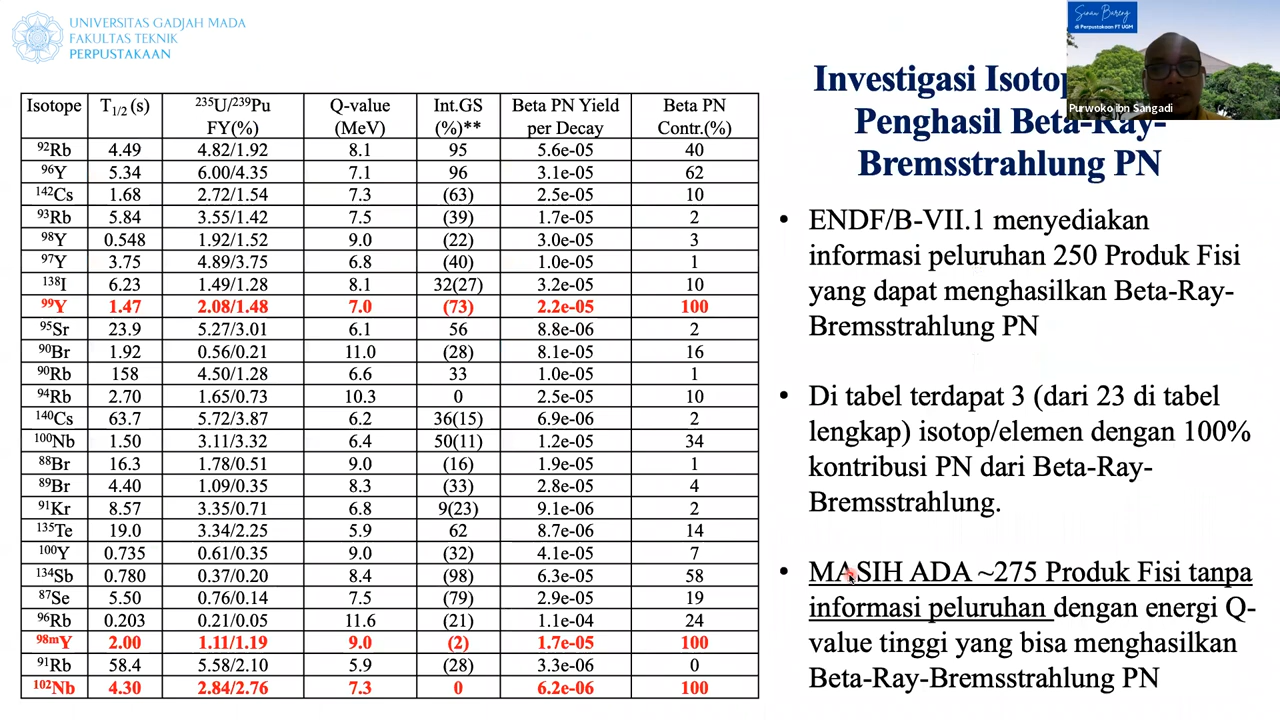 UNIVERSITAS GADJAH MADA
FAKULTAS TEKNIK
PERPUSTAKAAN
Sinau Bareng
di Perpustakaan FT UGM
Purwoko ibn Sangadi
Investigasi Isotop
Penghasil Beta-Ray-
Bremsstrahlung PN
Isotope T1/2 (s) 235U/239Pu FY(%) Q-value (MeV) Int.GS (%)** Beta PN Yield per Decay Beta PN Contr.(%)
92Rb 4.49 4.82/1.92 8.1 95 5.6e-05 40
96Y 5.34 6.00/4.35 7.1 96 3.1e-05 62
142Cs 1.68 2.72/1.54 7.3 (63) 2.5e-05 10
93Rb 5.84 3.55/1.42 7.5 (39) 1.7e-05 2
98Y 0.548 1.92/1.52 9.0 (22) 3.0e-05 3
97Y 3.75 4.89/3.75 6.8 (40) 1.0e-05 1
138I 6.23 1.49/1.28 8.1 32(27) 3.2e-05 10
99Y 1.47 2.08/1.48 7.0 (73) 2.2e-05 100
95Sr 23.9 5.27/3.01 6.1 56 8.8e-06 2
90Br 1.92 0.56/0.21 11.0 (28) 8.1e-05 16
90Rb 158 4.50/1.28 6.6 33 1.0e-05 1
94Rb 2.70 1.65/0.73 10.3 0 2.5e-05 10
140Cs 63.7 5.72/3.87 6.2 36(15) 6.9e-06 2
100Nb 1.50 3.11/3.32 6.4 50(11) 1.2e-05 34
88Br 16.3 1.78/0.51 9.0 (16) 1.9e-05 1
89Br 4.40 1.09/0.35 8.3 (33) 2.8e-05 4
91Kr 8.57 3.35/0.71 6.8 9(23) 9.1e-06 2
135Te 19.0 3.34/2.25 5.9 62 8.7e-06 14
100Y 0.735 0.61/0.35 9.0 (32) 4.1e-05 7
134Sb 0.780 0.37/0.20 8.4 (98) 6.3e-05 58
87Se 5.50 0.76/0.14 7.5 (79) 2.9e-05 19
96Rb 0.203 0.21/0.05 11.6 (21) 1.1e-04 24
98mY 2.00 1.11/1.19 9.0 (2) 1.7e-05 100
91Rb 58.4 5.58/2.10 5.9 (28) 3.3e-06 0
102Nb 4.30 2.84/2.76 7.3 0 6.2e-06 100
• ENDF/B-VII.1 menyediakan
informasi peluruhan 250 Produk Fisi
yang dapat menghasilkan Beta-Ray-
Bremsstrahlung PN
• Di tabel terdapat 3 (dari 23 di tabel
lengkap) isotop/elemen dengan 100%
kontribusi PN dari Beta-Ray-
Bremsstrahlung.
• MASIH ADA ~275 Produk Fisi tanpa
informasi peluruhan dengan energi Q-
value tinggi yang bisa menghasilkan
Beta-Ray-Bremsstrahlung PN